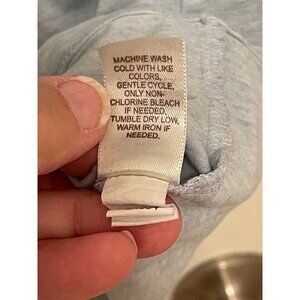 MACHINE WASH
COLD WITH LIKE
COLORS,
GENTLE CYCLE,
ONLY NON-
CHLORINE BLEACH
IF NEEDED,
TUMBLE DRY LOW,
WARM IRON IF
NEEDED.